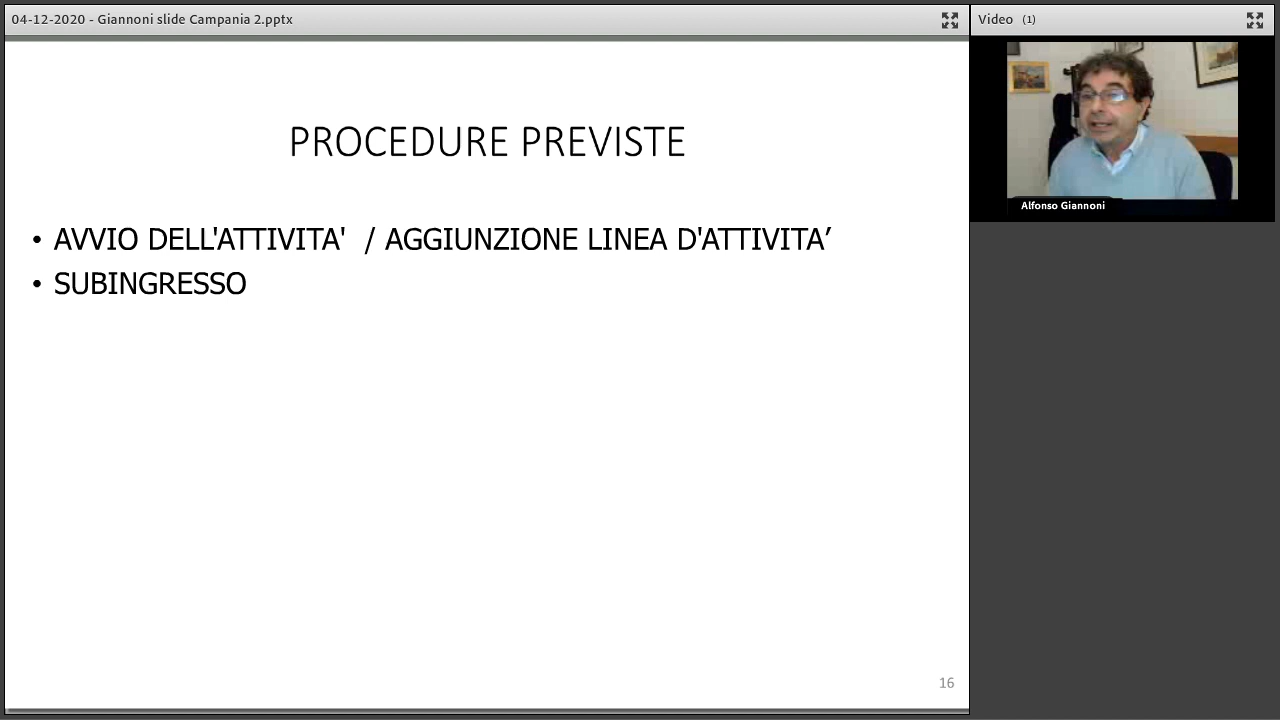 04-12-2020 - Giannoni slide Campania 2.pptx
Video (1)
Alfonso Giannoni
PROCEDURE PREVISTE
• AVVIO DELL'ATTIVITA'  / AGGIUNZIONE LINEA D'ATTIVITA’
• SUBINGRESSO
16